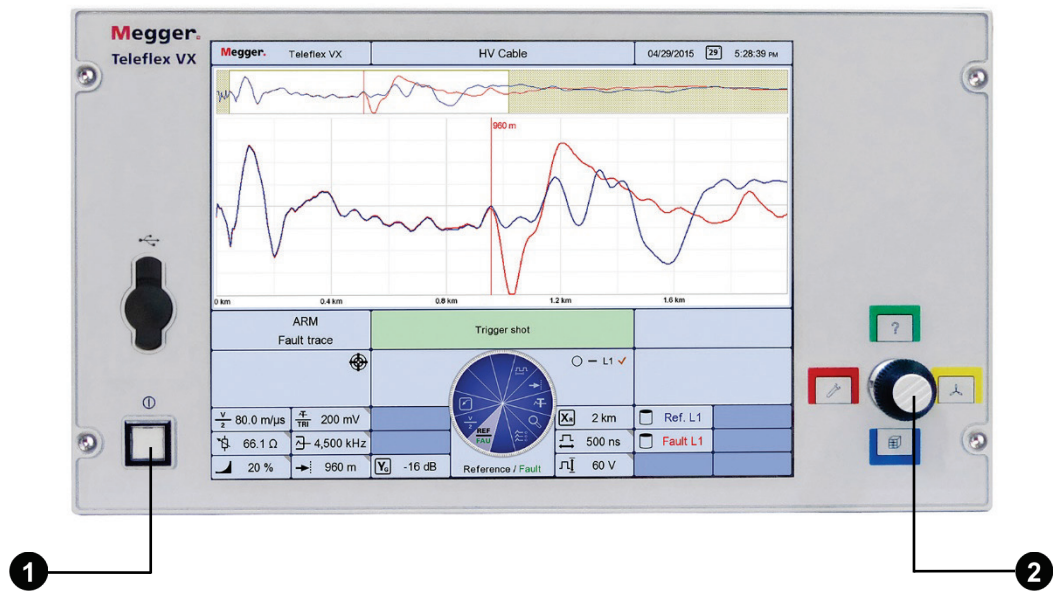 Megger.
Teleflex VX
Megger. Teleflex VX HV Cable 04/29/2015 29 5:28:39 PM
960 m
0 km 0.4 km 0.8 km 1.2 km 1.6 km
ARM
Fault trace
Trigger shot
L1
?
v/2 80.0 m/µs TRI 200 mV X 2 km Ref. L1
66.1 Ω 4,500 kHz 500 ns Fault L1
20 % 960 m Y -16 dB 60 V
v/2
REF
FAU
Reference / Fault
1
2